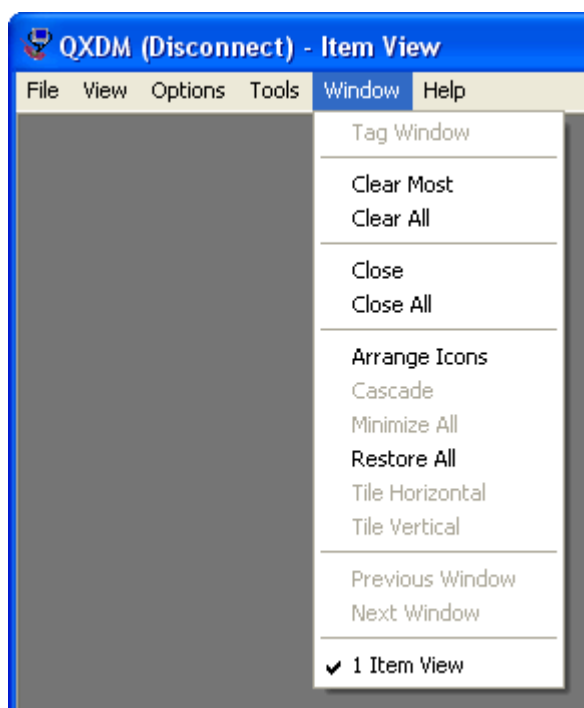 QXDM (Disconnect) - Item View
File View Options Tools Window Help
Tag Window
Clear Most
Clear All
Close
Close All
Arrange Icons
Cascade
Minimize All
Restore All
Tile Horizontal
Tile Vertical
Previous Window
Next Window
1 Item View